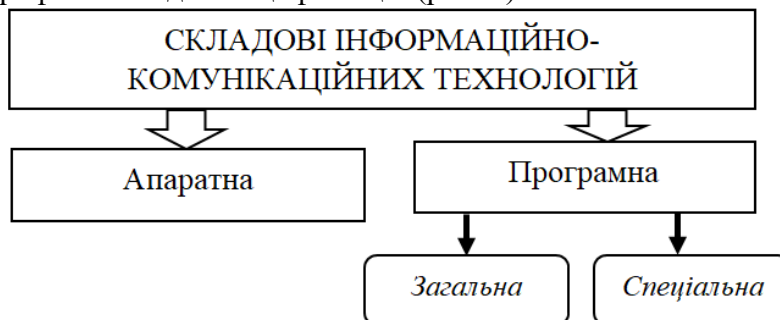 СКЛАДОВІ ІНФОРМАЦІЙНО-
КОМУНІКАЦІЙНИХ ТЕХНОЛОГІЙ
Апаратна
Програмна
Загальна
Спеціальна